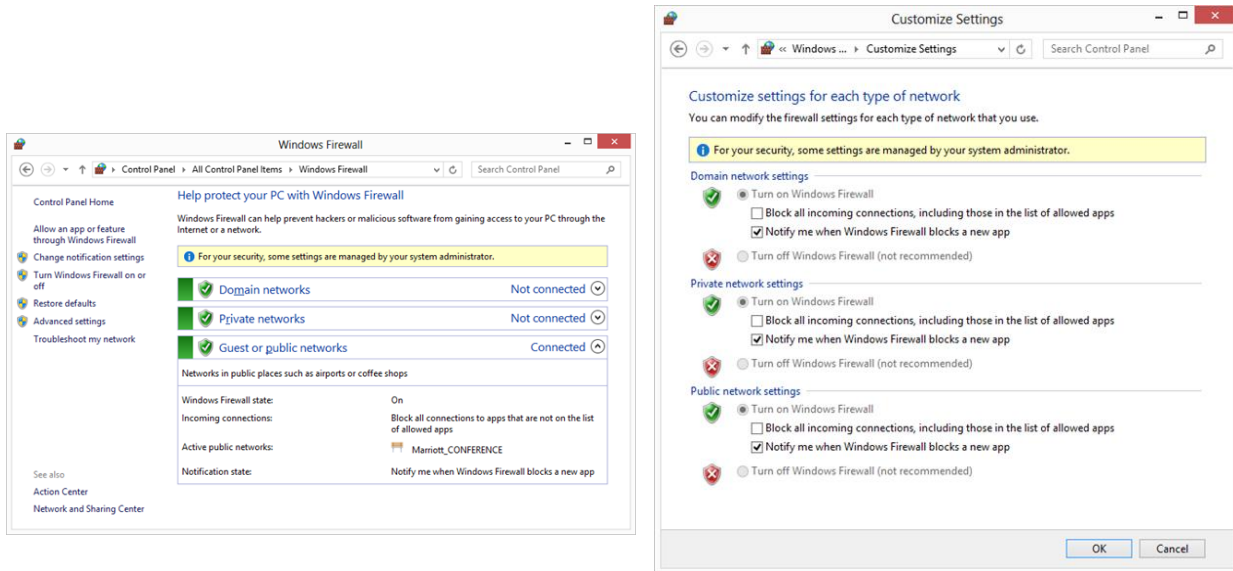 Windows Firewall
Control Panel
All Control Panel Items
Windows Firewall
Search Control Panel
Control Panel Home
Allow an app or feature
through Windows Firewall
Change notification settings
Turn Windows Firewall on or
off
Restore defaults
Advanced settings
Troubleshoot my network
See also
Action Center
Network and Sharing Center
Help protect your PC with Windows Firewall
Windows Firewall can help prevent hackers or malicious software from gaining access to your PC through the
Internet or a network.
For your security, some settings are managed by your system administrator.
Domain networks Not connected
Private networks Not connected
Guest or public networks Connected
Networks in public places such as airports or coffee shops
Windows Firewall state: On
Incoming connections: Block all connections to apps that are not on the list
of allowed apps
Active public networks: Marriott_CONFERENCE
Notification state: Notify me when Windows Firewall blocks a new app
Customize Settings
« Windows ... Customize Settings
Search Control Panel
Customize settings for each type of network
You can modify the firewall settings for each type of network that you use.
For your security, some settings are managed by your system administrator.
Domain network settings
Turn on Windows Firewall
Block all incoming connections, including those in the list of allowed apps
Notify me when Windows Firewall blocks a new app
Turn off Windows Firewall (not recommended)
Private network settings
Turn on Windows Firewall
Block all incoming connections, including those in the list of allowed apps
Notify me when Windows Firewall blocks a new app
Turn off Windows Firewall (not recommended)
Public network settings
Turn on Windows Firewall
Block all incoming connections, including those in the list of allowed apps
Notify me when Windows Firewall blocks a new app
Turn off Windows Firewall (not recommended)
OK
Cancel